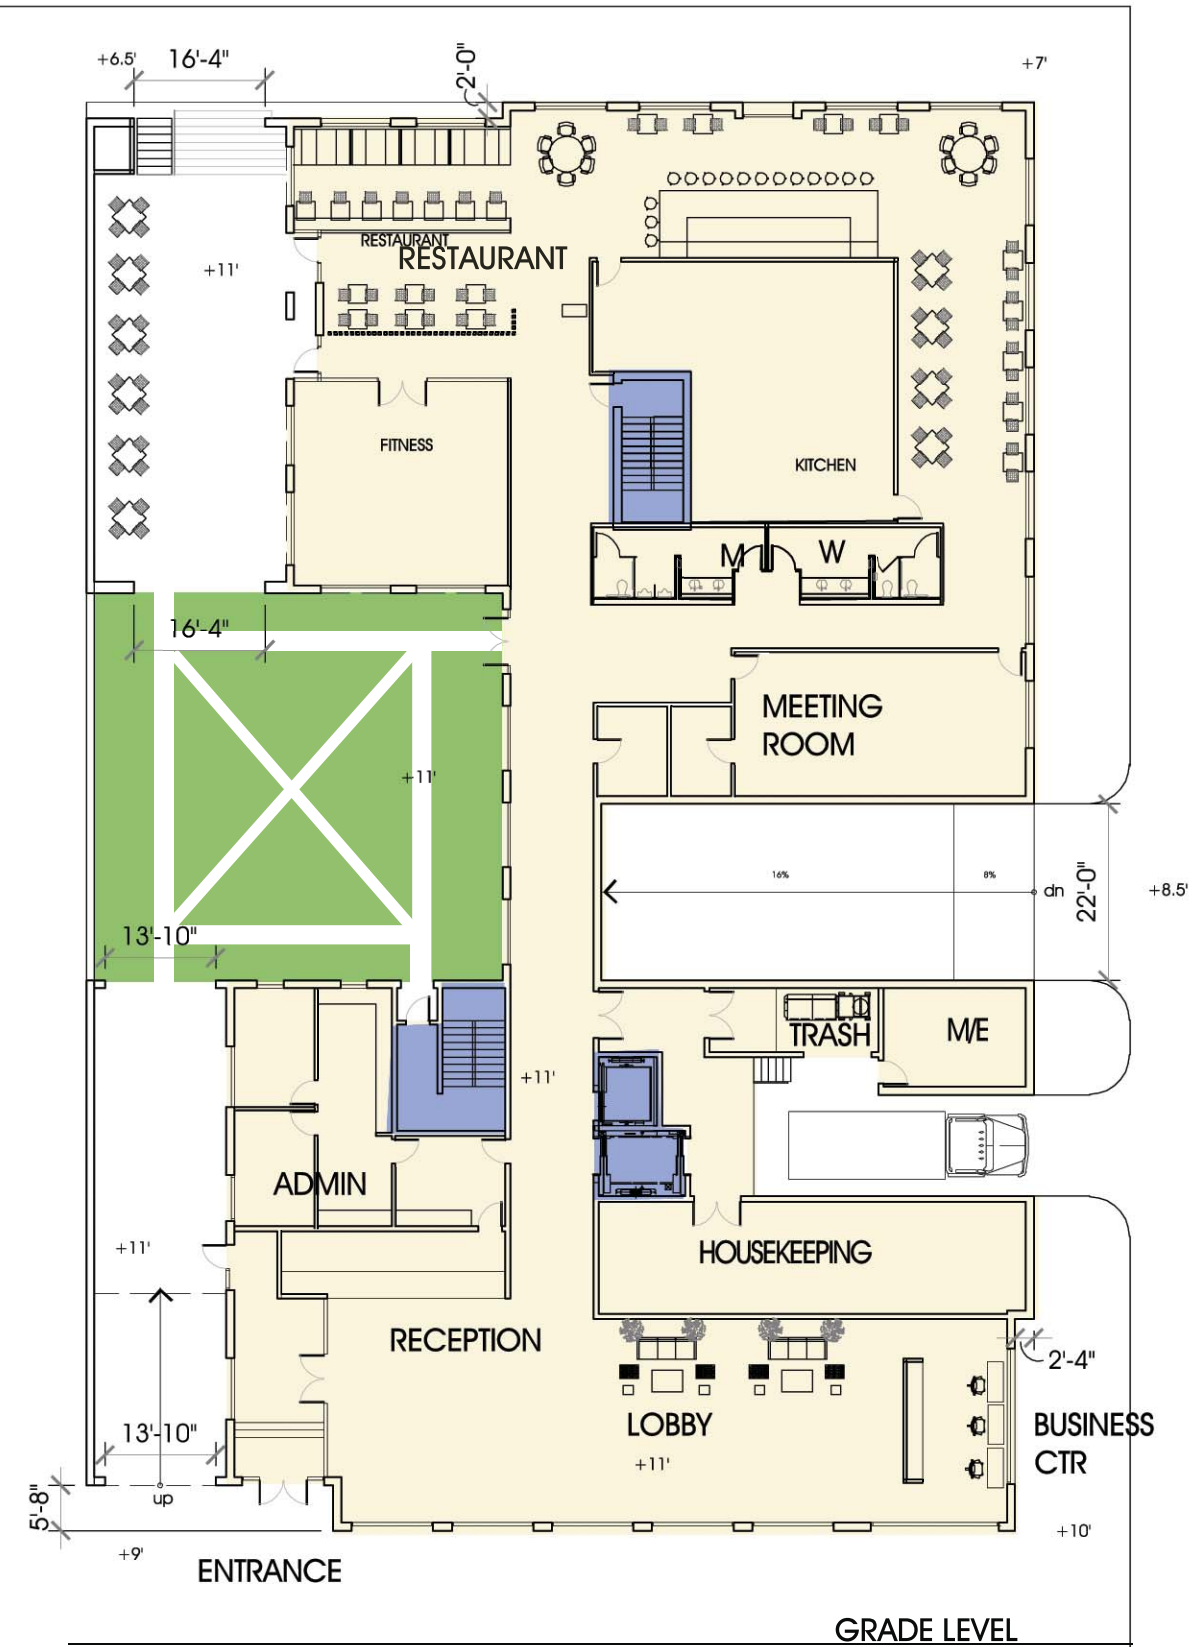 +6.5'
16'-4"
2'-0"
+7'
RESTAURANT
RESTAURANT
+11'
FITNESS
KITCHEN
M
W
16'-4"
MEETING
ROOM
+11'
16%
8%
dn
22'-0"
+8.5'
13'-10"
TRASH
M/E
+11'
ADMIN
+11'
HOUSEKEEPING
RECEPTION
2'-4"
LOBBY
BUSINESS
CTR
13'-10"
+11'
up
5'-8"
+10'
+9'
ENTRANCE
GRADE LEVEL